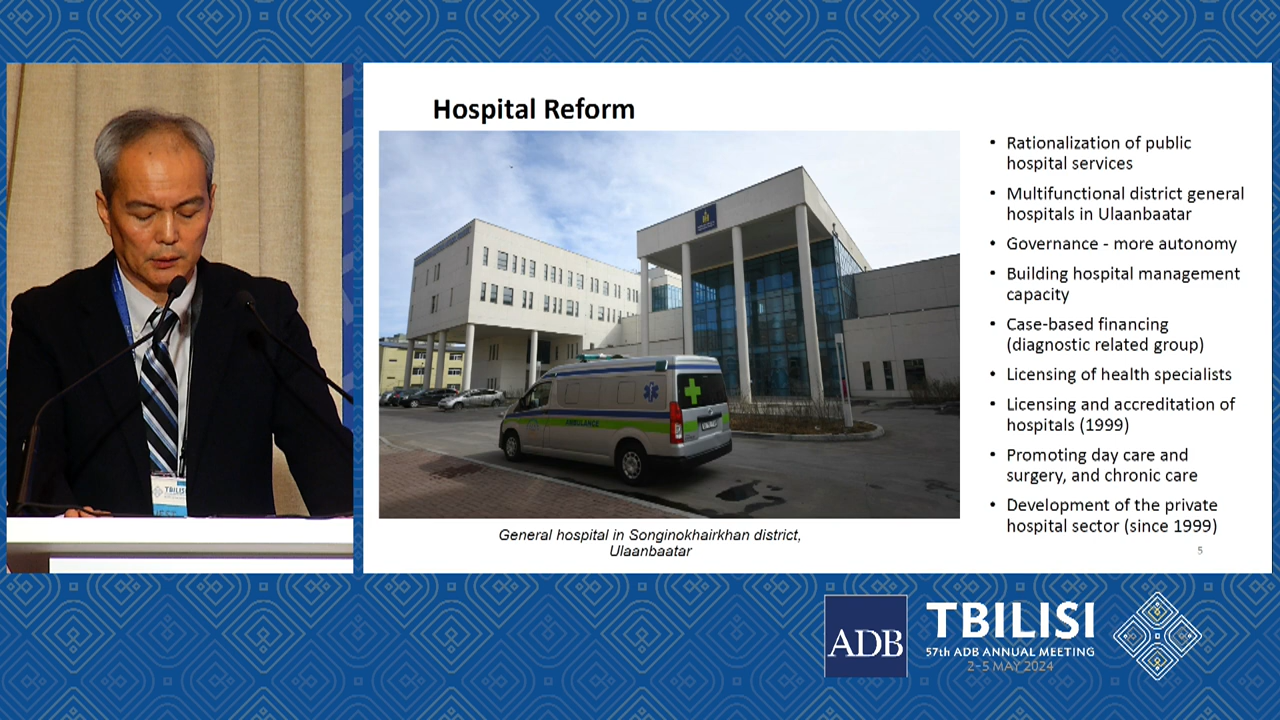 Hospital Reform
AMBULANCE
General hospital in Songinokhairkhan district,
Ulaanbaatar
• Rationalization of public
hospital services
• Multifunctional district general
hospitals in Ulaanbaatar
• Governance - more autonomy
• Building hospital management
capacity
• Case-based financing
(diagnostic related group)
• Licensing of health specialists
• Licensing and accreditation of
hospitals (1999)
• Promoting day care and
surgery, and chronic care
• Development of the private
hospital sector (since 1999)
5
TBILISI
ADB
TBILISI
57th ADB ANNUAL MEETING
2-5 MAY 2024